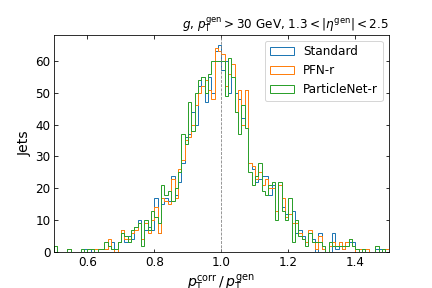 g, p_T^gen > 30 GeV, 1.3 < |η^gen| < 2.5
Standard
PFN-r
ParticleNet-r
Jets
60
50
40
30
20
10
0
0.6 0.8 1.0 1.2 1.4
p_T^corr / p_T^gen